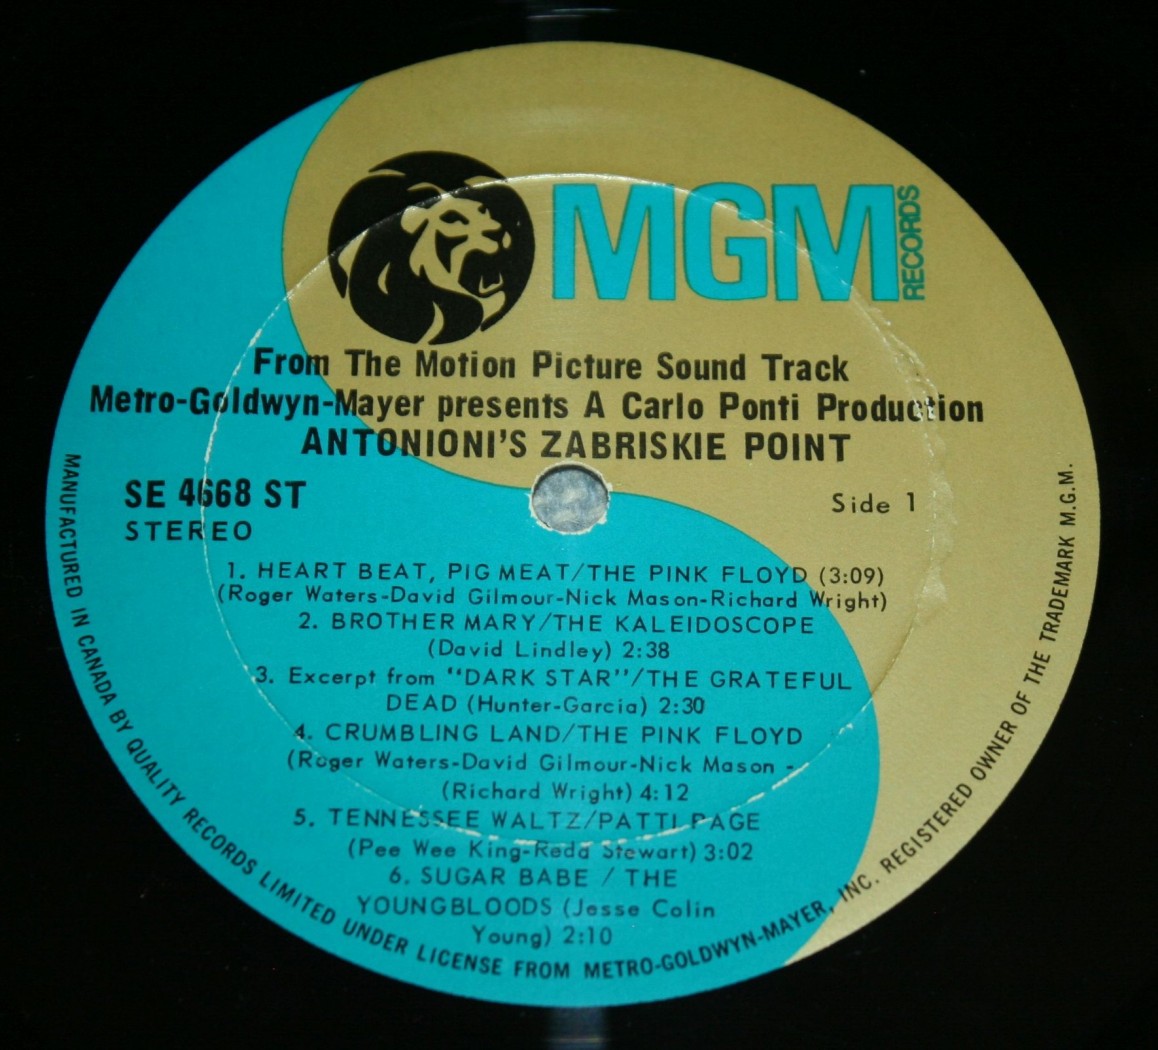 MGM
RECORDS
From The Motion Picture Sound Track
Metro-Goldwyn-Mayer presents A Carlo Ponti Production
ANTONIONI'S ZABRISKIE POINT
SE 4668 ST
STEREO
Side 1
1. HEART BEAT, PIG MEAT/THE PINK FLOYD (3:09)
(Roger Waters-David Gilmour-Nick Mason-Richard Wright)
2. BROTHER MARY/THE KALEIDOSCOPE
(David Lindley) 2:38
3. Excerpt from "DARK STAR"/THE GRATEFUL
DEAD (Hunter-Garcia) 2:30
4. CRUMBLING LAND/THE PINK FLOYD
(Roger Waters-David Gilmour-Nick Mason -
(Richard Wright) 4:12
5. TENNESSEE WALTZ/PATTI PAGE
(Pee Wee King-Redd Stewart) 3:02
6. SUGAR BABE / THE
YOUNGBLOODS (Jesse Colin
Young) 2:10
MANUFACTURED IN CANADA BY QUALITY RECORDS LIMITED UNDER LICENSE FROM METRO-GOLDWYN-MAYER, INC. REGISTERED OWNER OF THE TRADEMARK M.G.M.